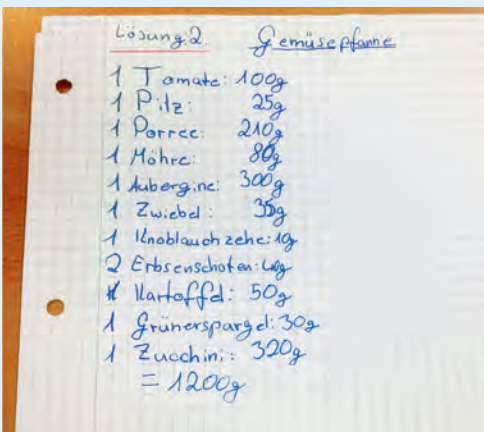 Lösung:2. Gemüsepfanne
1 Tomate: 100g
1 Pilz: 25g
1 Porree: 210g
1 Möhre: 80g
1 Aubergine: 300g
1 Zwiebel: 35g
1 Knoblauchzehe: 10g
2 Erbsenschoten: 40g
Kartoffel: 50g
1 Grünerspargel: 30g
1 Zucchini: 320g
= 1200g